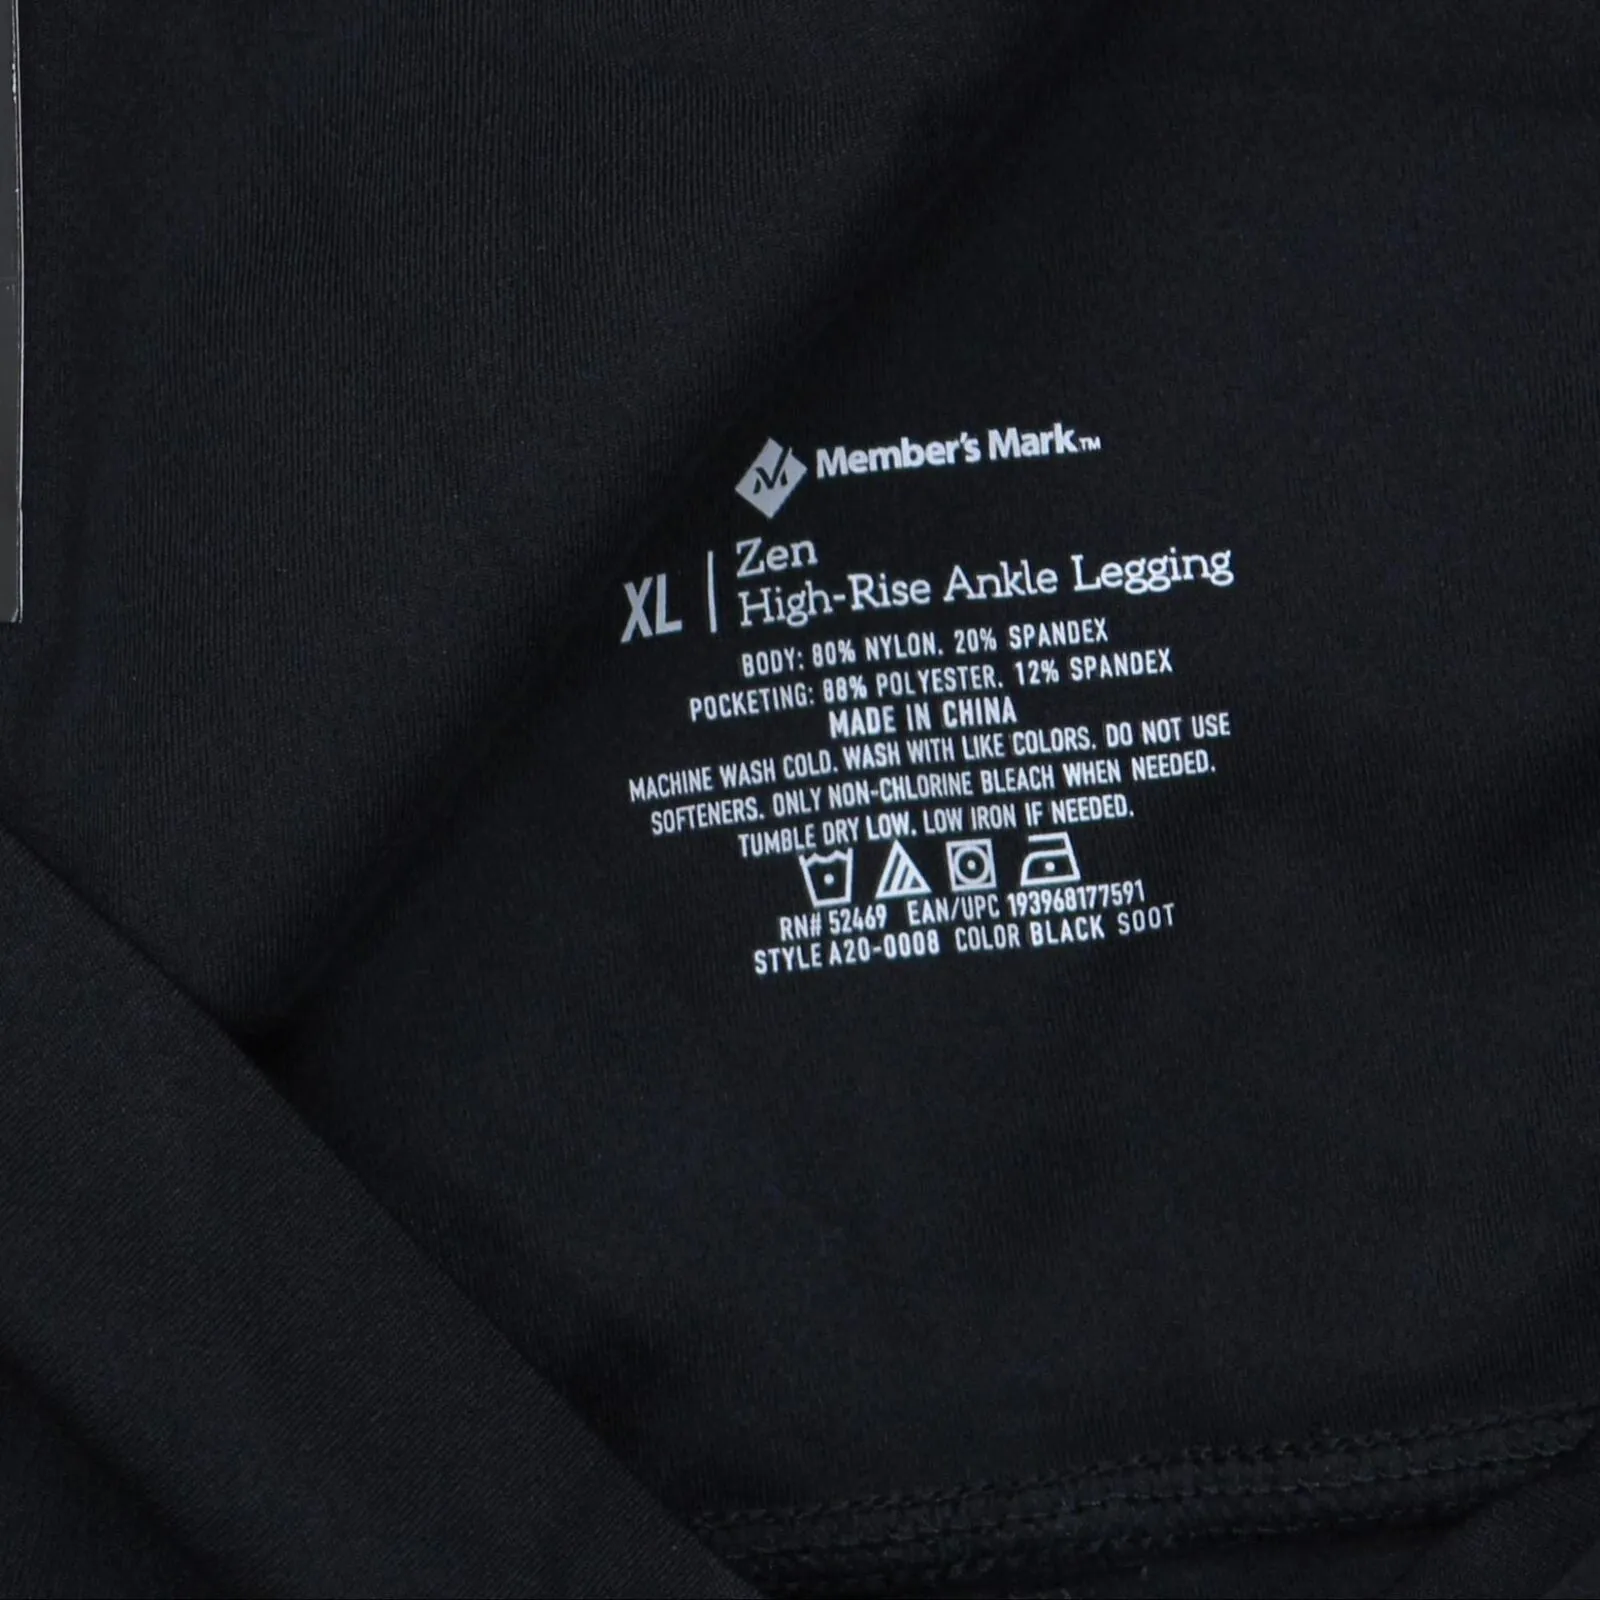 Member's Mark™
XL | Zen
High-Rise Ankle Legging
BODY: 80% NYLON. 20% SPANDEX
POCKETING: 88% POLYESTER. 12% SPANDEX
MADE IN CHINA
MACHINE WASH COLD. WASH WITH LIKE COLORS. DO NOT USE
SOFTENERS. ONLY NON-CHLORINE BLEACH WHEN NEEDED.
TUMBLE DRY LOW. LOW IRON IF NEEDED.
RN# 52469 EAN/UPC 193968177591
STYLE A20-0008 COLOR BLACK SOOT